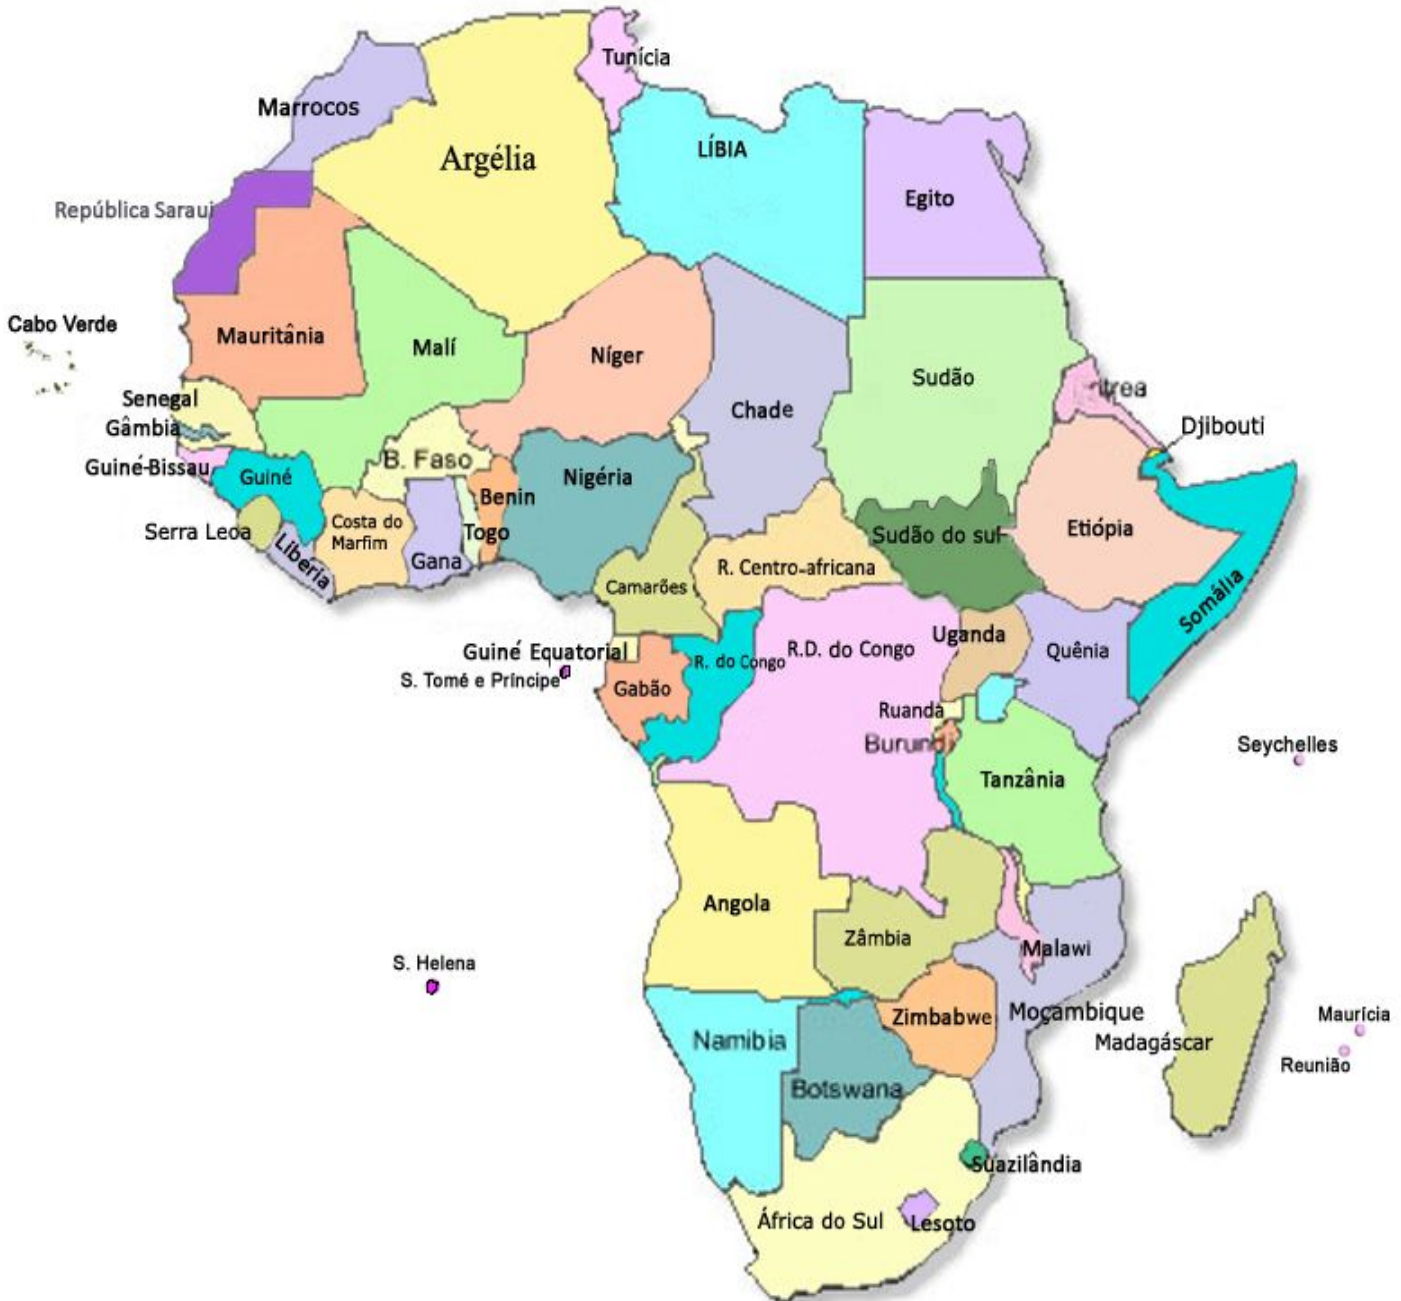 Tunícia
Marrocos
Argélia
LÍBIA
Egito
República Saraui
Cabo Verde
Mauritânia
Malí
Níger
Chade
Sudão
Eritrea
Senegal
Gâmbia
Djibouti
Guiné-Bissau
Guiné
B. Faso
Nigéria
Benin
Serra Leoa
Liberia
Costa do
Marfim
Gana
Togo
Sudão do sul
Etiópia
R. Centro-africana
Camarões
Somália
Guiné Equatorial
S. Tomé e Príncipe
Gabão
R. do Congo
R.D. do Congo
Uganda
Quênia
Ruanda
Burundi
Tanzânia
Seychelles
Angola
Zâmbia
Malawi
S. Helena
Namibia
Zimbabwe
Moçambique
Madagáscar
Maurícia
Reunião
Botswana
Suazilândia
África do Sul
Lesoto